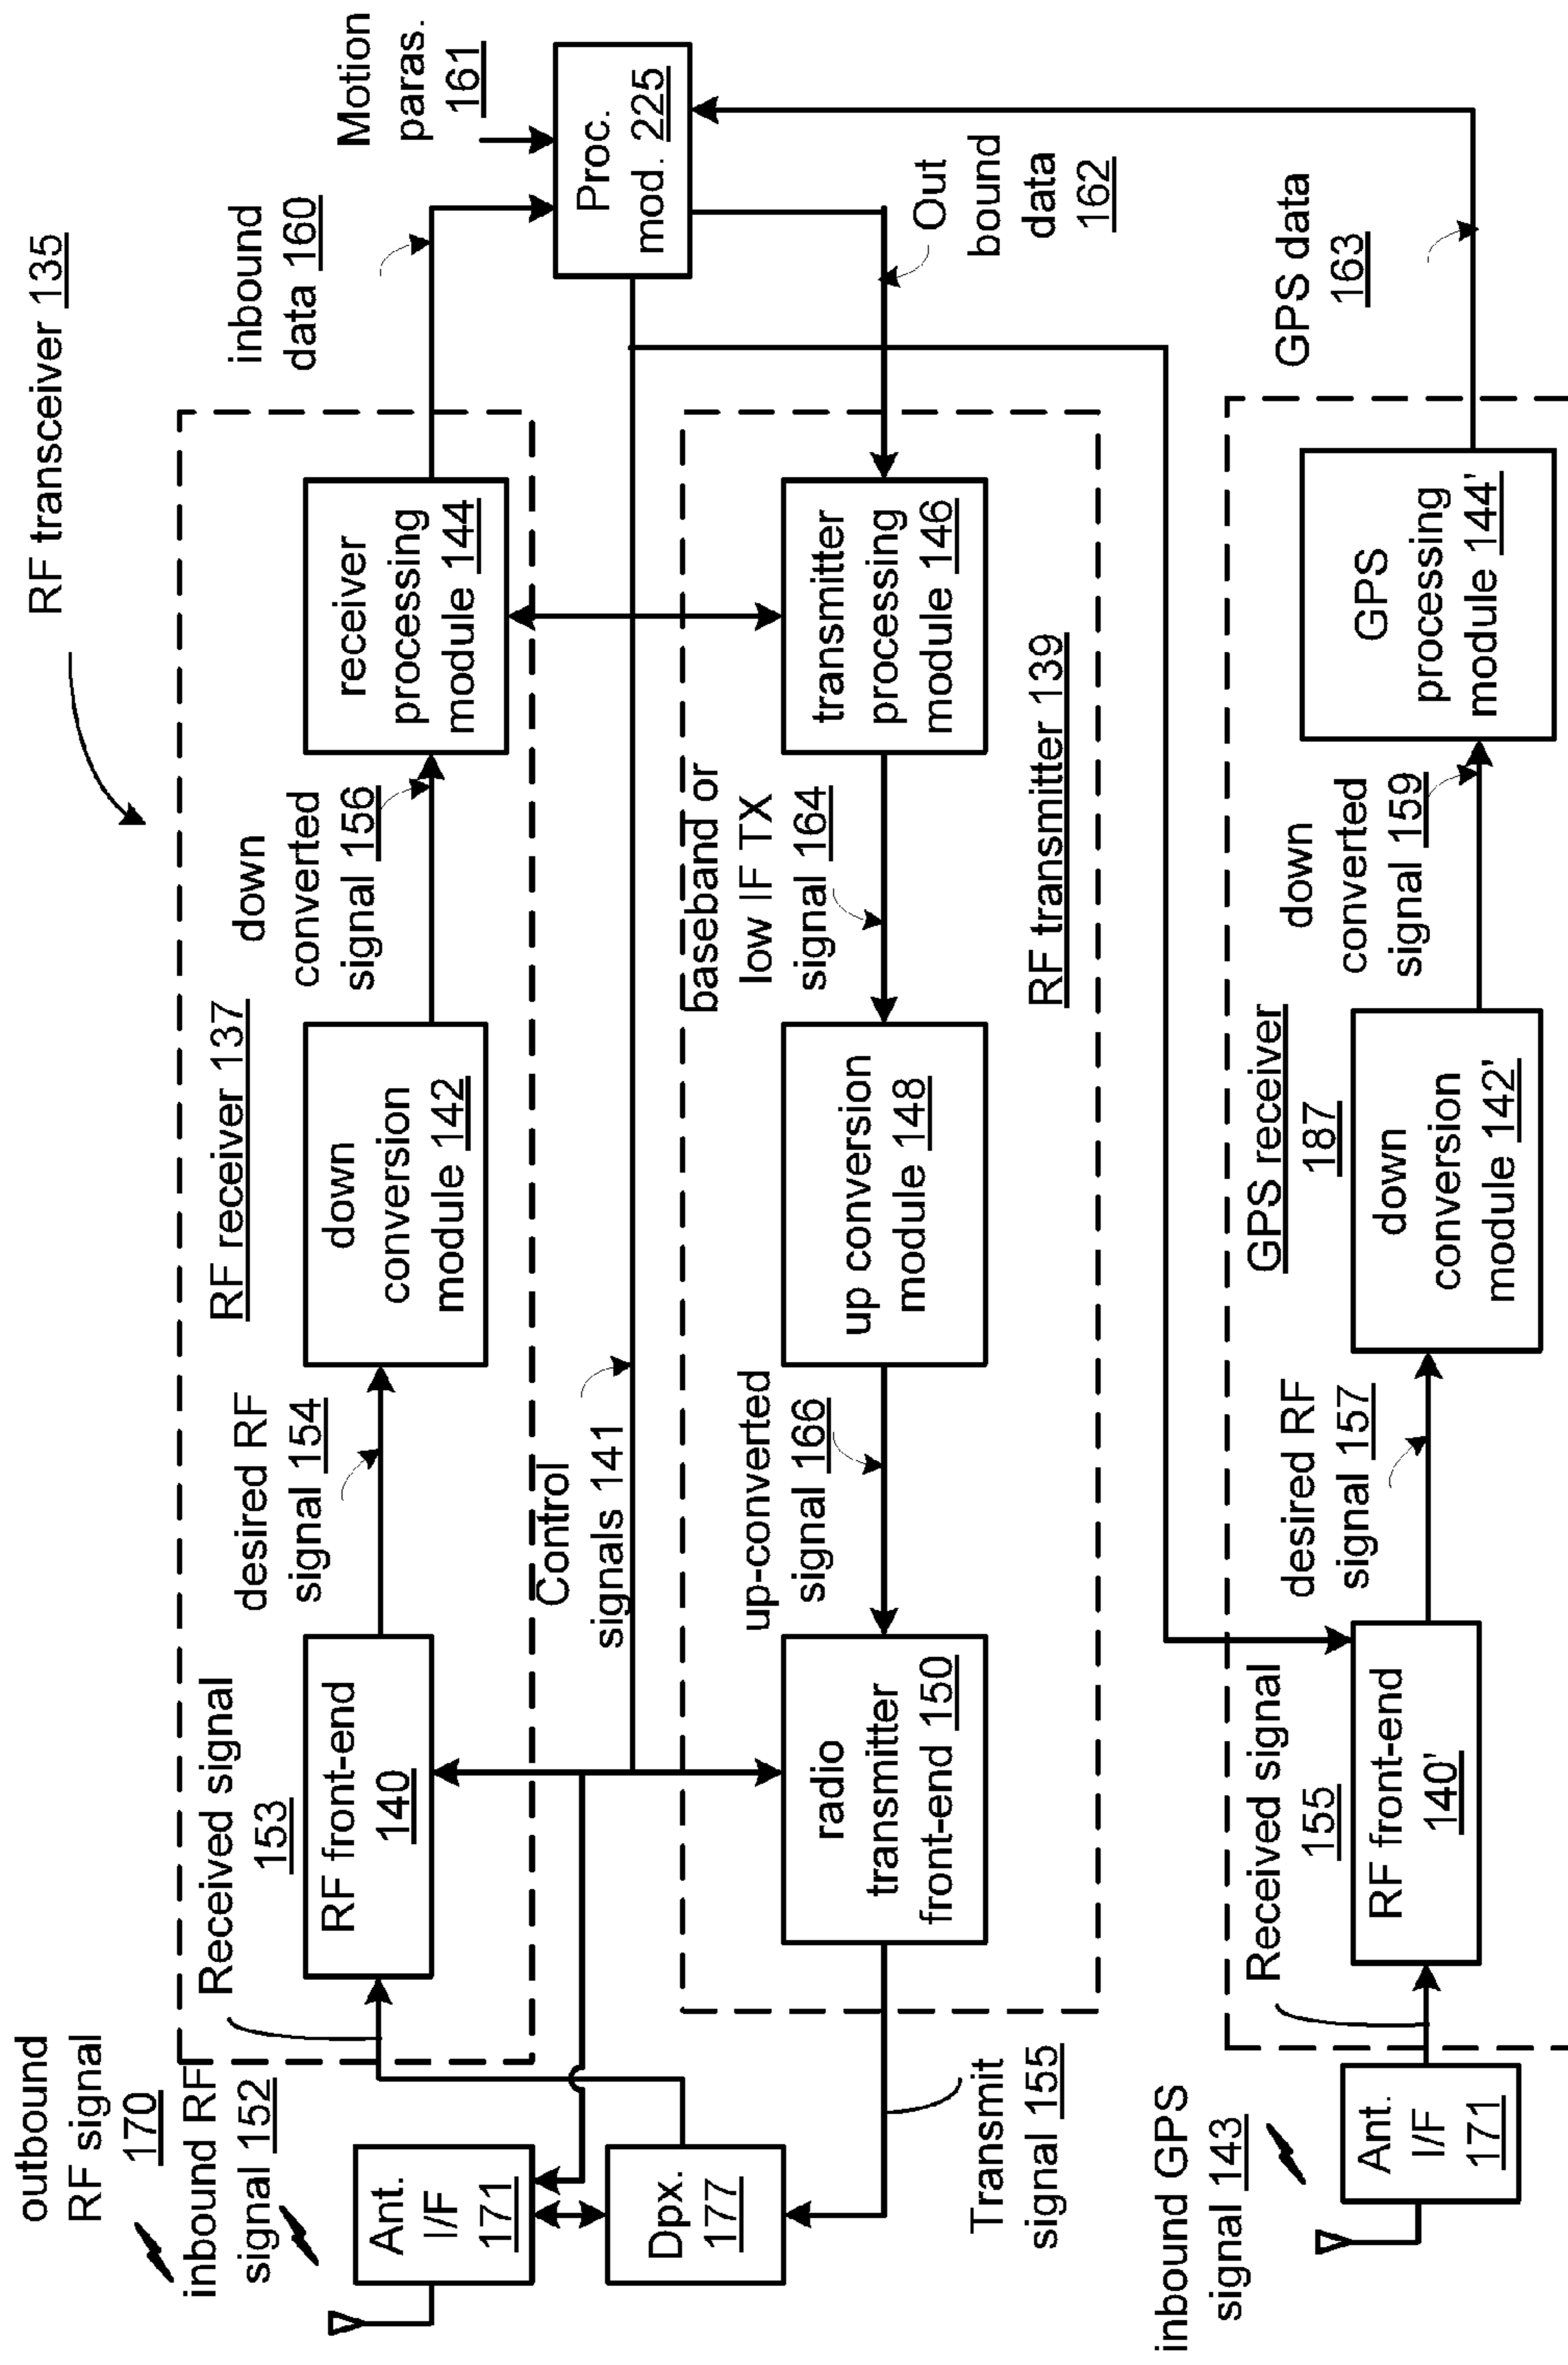 RF transceiver 135
outbound
RF signal
170
inbound RF
signal 152
Ant.
I/F
171
Dpx.
177
Received signal
153
RF front-end
140
desired RF
signal 154
RF receiver 137
down
conversion
module 142
down
converted
signal 156
receiver
processing
module 144
inbound
data 160
Motion
paras.
161
Proc.
mod. 225
Control
signals 141
Transmit
signal 155
radio
transmitter
front-end 150
up-converted
signal 166
up conversion
module 148
baseband or
low IF TX
signal 164
transmitter
processing
module 146
RF transmitter 139
Out
bound
data
162
inbound GPS
signal 143
Ant.
I/F
171
Received signal
155
RF front-end
140'
desired RF
signal 157
GPS receiver
187
down
conversion
module 142'
down
converted
signal 159
GPS
processing
module 144'
GPS data
163